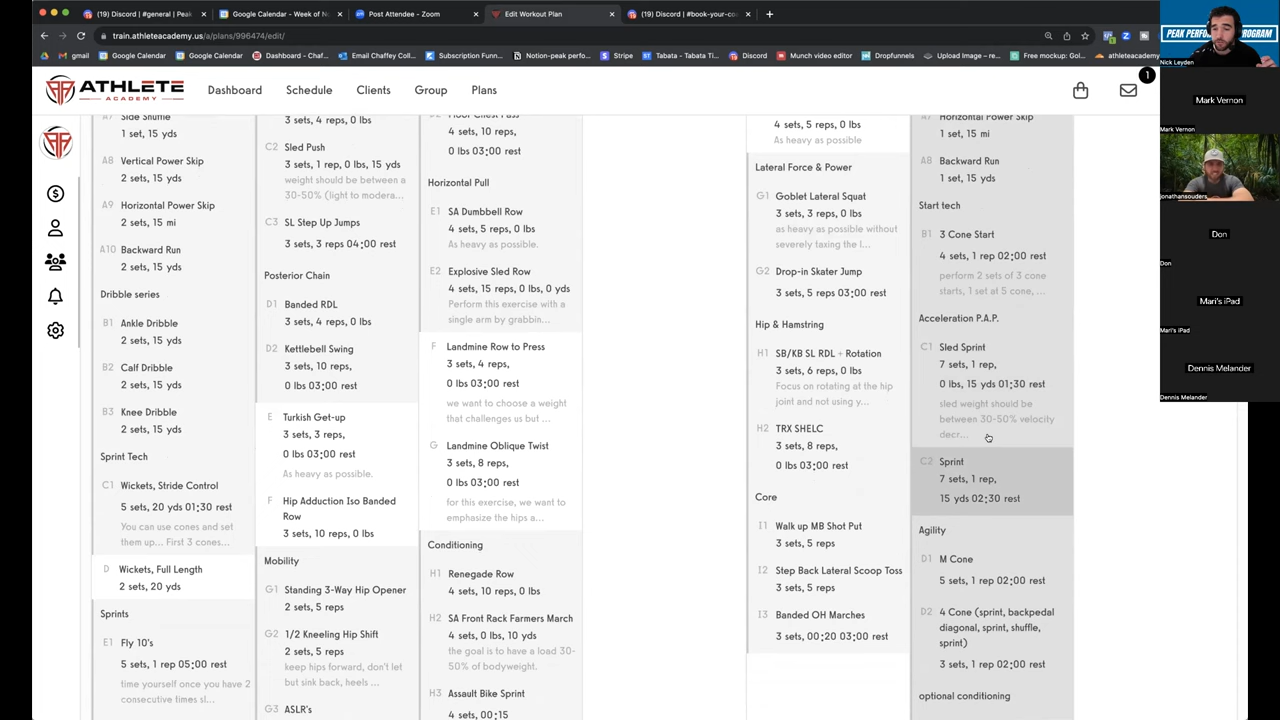 (19) Discord | #general | Peak
Google Calendar - Week of N
Post Attendee - Zoom
Edit Workout Plan
(19) Discord | #book-your-co
train.athleteacademy.us/a/plans/996474/edit/
gmail
Google Calendar
Google Calendar
Dashboard - Chaf...
Email Chaffey Coll...
Subscription Funn...
Notion-peak perfo...
Stripe
Tabata - Tabata Ti...
Discord
Munch video editor
Dropfunnels
Upload Image - re...
Free mockup: Gol...
athleteacademy
ATHLETE
ACADEMY
Dashboard
Schedule
Clients
Group
Plans
1
A7 Side Shuffle
1 set, 15 yds
A8 Vertical Power Skip
2 sets, 15 yds
A9 Horizontal Power Skip
2 sets, 15 mi
A10 Backward Run
2 sets, 15 yds
Dribble series
B1 Ankle Dribble
2 sets, 15 yds
B2 Calf Dribble
2 sets, 15 yds
B3 Knee Dribble
2 sets, 15 yds
Sprint Tech
C1 Wickets, Stride Control
5 sets, 20 yds 01:30 rest
You can use cones and set
them up... First 3 cones...
D Wickets, Full Length
2 sets, 20 yds
Sprints
E1 Fly 10's
5 sets, 1 rep 05:00 rest
time yourself once you have 2
consecutive times sl...
3 sets, 4 reps, 0 lbs
C2 Sled Push
3 sets, 1 rep, 0 lbs, 15 yds
weight should be between a
30-50% (light to modera...
C3 SL Step Up Jumps
3 sets, 3 reps 04:00 rest
Posterior Chain
D1 Banded RDL
3 sets, 4 reps, 0 lbs
D2 Kettlebell Swing
3 sets, 10 reps,
0 lbs 03:00 rest
E Turkish Get-up
3 sets, 3 reps,
0 lbs 03:00 rest
As heavy as possible.
F Hip Adduction Iso Banded
Row
3 sets, 10 reps, 0 lbs
Mobility
G1 Standing 3-Way Hip Opener
2 sets, 5 reps
G2 1/2 Kneeling Hip Shift
2 sets, 5 reps
keep hips forward, don't let
but sink back, heels ...
G3 ASLR's
E2 Floor Chest Pass
4 sets, 10 reps,
0 lbs 03:00 rest
Horizontal Pull
E1 SA Dumbbell Row
4 sets, 5 reps, 0 lbs
As heavy as possible.
E2 Explosive Sled Row
4 sets, 15 reps, 0 lbs, 0 yds
Perform this exercise with a
single arm by grabbin...
F Landmine Row to Press
3 sets, 4 reps,
0 lbs 03:00 rest
we want to choose a weight
that challenges us but ...
G Landmine Oblique Twist
3 sets, 8 reps,
0 lbs 03:00 rest
for this exercise, we want to
emphasize the hips a...
Conditioning
H1 Renegade Row
4 sets, 10 reps, 0 lbs
H2 SA Front Rack Farmers March
4 sets, 0 lbs, 10 yds
the goal is to have a load 30-
50% of bodyweight.
H3 Assault Bike Sprint
4 sets, 00:15
4 sets, 5 reps, 0 lbs
As heavy as possible
Lateral Force & Power
G1 Goblet Lateral Squat
3 sets, 3 reps, 0 lbs
as heavy as possible without
severely taxing the l...
G2 Drop-in Skater Jump
3 sets, 5 reps 03:00 rest
Hip & Hamstring
H1 SB/KB SL RDL + Rotation
3 sets, 6 reps, 0 lbs
Focus on rotating at the hip
joint and not using y...
H2 TRX SHELC
3 sets, 8 reps,
0 lbs 03:00 rest
Core
I1 Walk up MB Shot Put
3 sets, 5 reps
I2 Step Back Lateral Scoop Toss
3 sets, 5 reps
I3 Banded OH Marches
3 sets, 00:20 03:00 rest
A7 Horizontal Power Skip
1 set, 15 mi
A8 Backward Run
1 set, 15 yds
Start tech
B1 3 Cone Start
4 sets, 1 rep 02:00 rest
perform 2 sets of 3 cone
starts, 1 set at 5 cone, ...
Acceleration P.A.P.
C1 Sled Sprint
7 sets, 1 rep,
0 lbs, 15 yds 01:30 rest
sled weight should be
between 30-50% velocity
decr...
C2 Sprint
7 sets, 1 rep,
15 yds 02:30 rest
Agility
D1 M Cone
5 sets, 1 rep 02:00 rest
D2 4 Cone (sprint, backpedal
diagonal, sprint, shuffle,
sprint)
3 sets, 1 rep 02:00 rest
optional conditioning
Nick Leyden
Mark Vernon
Mark Vernon
jonathansouders
Don
Don
Mari's iPad
Mari's iPad
Dennis Melander
Dennis Melander